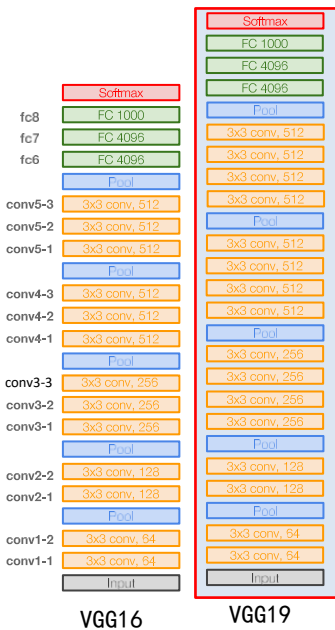 Softmax
fc8 FC 1000
fc7 FC 4096
fc6 FC 4096
Pool
conv5-3 3x3 conv, 512
conv5-2 3x3 conv, 512
conv5-1 3x3 conv, 512
Pool
conv4-3 3x3 conv, 512
conv4-2 3x3 conv, 512
conv4-1 3x3 conv, 512
Pool
conv3-3 3x3 conv, 256
conv3-2 3x3 conv, 256
conv3-1 3x3 conv, 256
Pool
conv2-2 3x3 conv, 128
conv2-1 3x3 conv, 128
Pool
conv1-2 3x3 conv, 64
conv1-1 3x3 conv, 64
Input
VGG16
Softmax
FC 1000
FC 4096
FC 4096
Pool
3x3 conv, 512
3x3 conv, 512
3x3 conv, 512
3x3 conv, 512
Pool
3x3 conv, 512
3x3 conv, 512
3x3 conv, 512
3x3 conv, 512
Pool
3x3 conv, 256
3x3 conv, 256
3x3 conv, 256
3x3 conv, 256
Pool
3x3 conv, 128
3x3 conv, 128
Pool
3x3 conv, 64
3x3 conv, 64
Input
VGG19